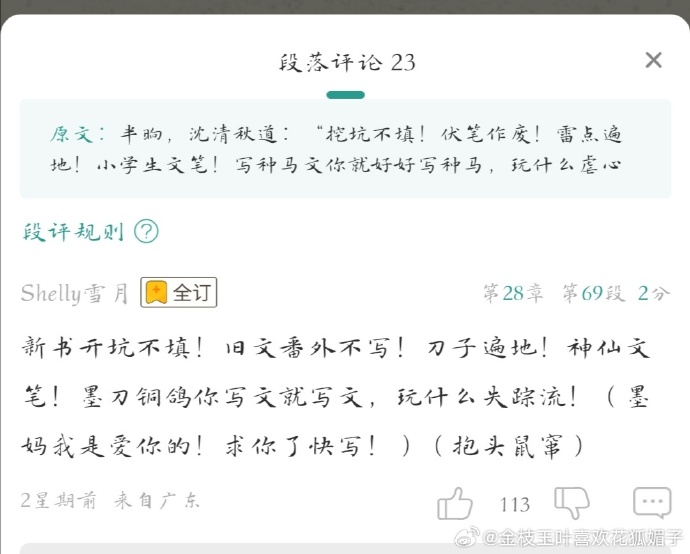 段落评论 23
原文：半晌，沈清秋道：“挖坑不填！伏笔作废！雷点遍
地！小学生文笔！写种马文你就好好写种马，玩什么虐心
段评规则 ?
Shelly雪月 全订 第28章 第69段 2分
新书开坑不填！旧文番外不写！刀子遍地！神仙文
笔！墨刀铜鸽你写文就写文，玩什么失踪流！（墨
妈我是爱你的！求你了快写！）（抱头鼠窜）
2星期前 来自广东 113
@金枝玉叶喜欢花狐媚子